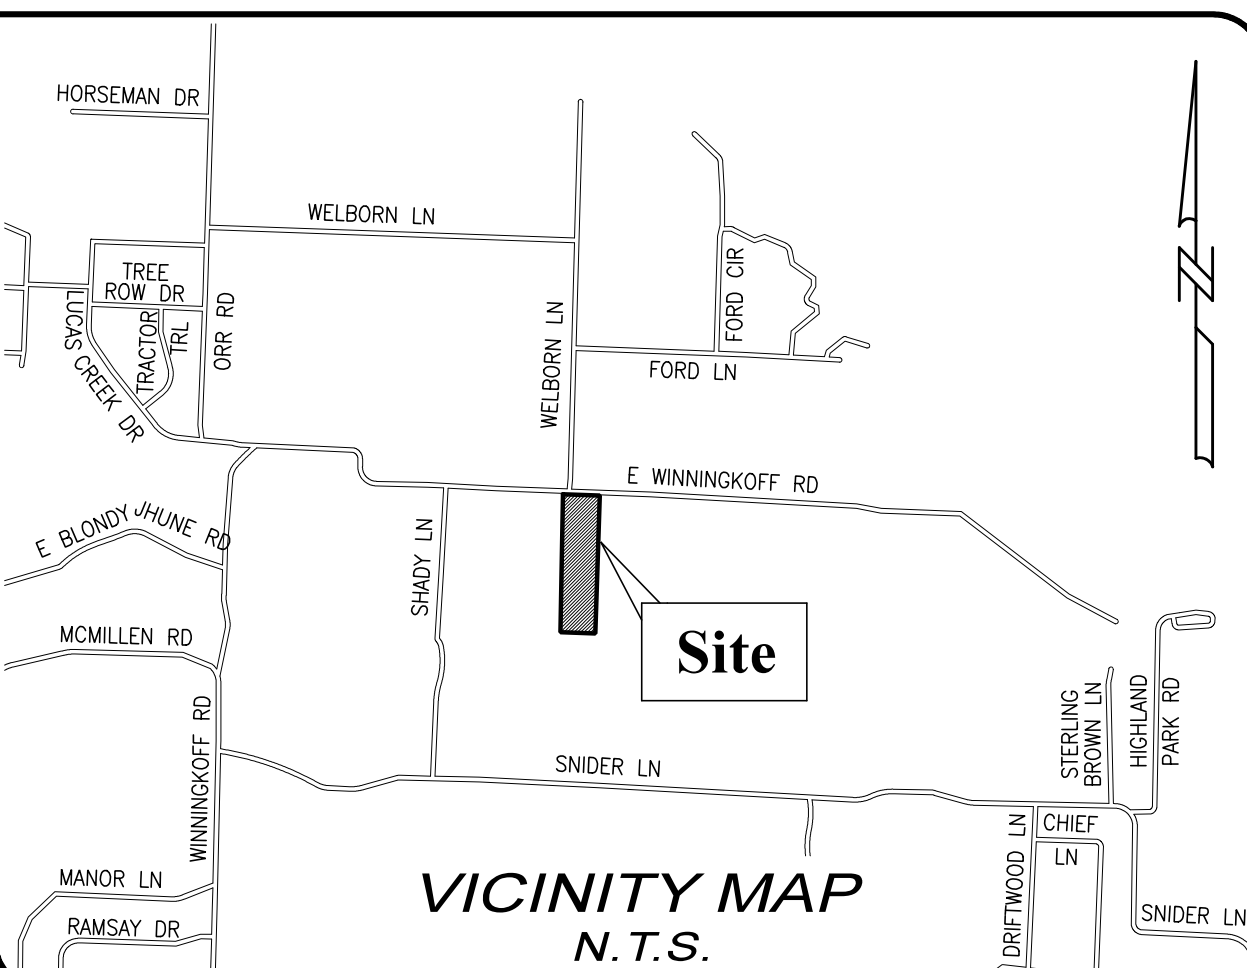 HORSEMAN DR
WELBORN LN
TREE
ROW DR
LUCAS CREEK DR
TRACTOR
TRL
ORR RD
WELBORN LN
FORD CIR
FORD LN
N
E WINNINGKOFF RD
E BLONDY JHUNE RD
SHADY LN
MCMILLEN RD
Site
WINNINGKOFF RD
STERLING
BROWN LN
HIGHLAND
PARK RD
SNIDER LN
CHIEF
LN
DRIFTWOOD LN
MANOR LN
RAMSAY DR
SNIDER LN
VICINITY MAP
N.T.S.